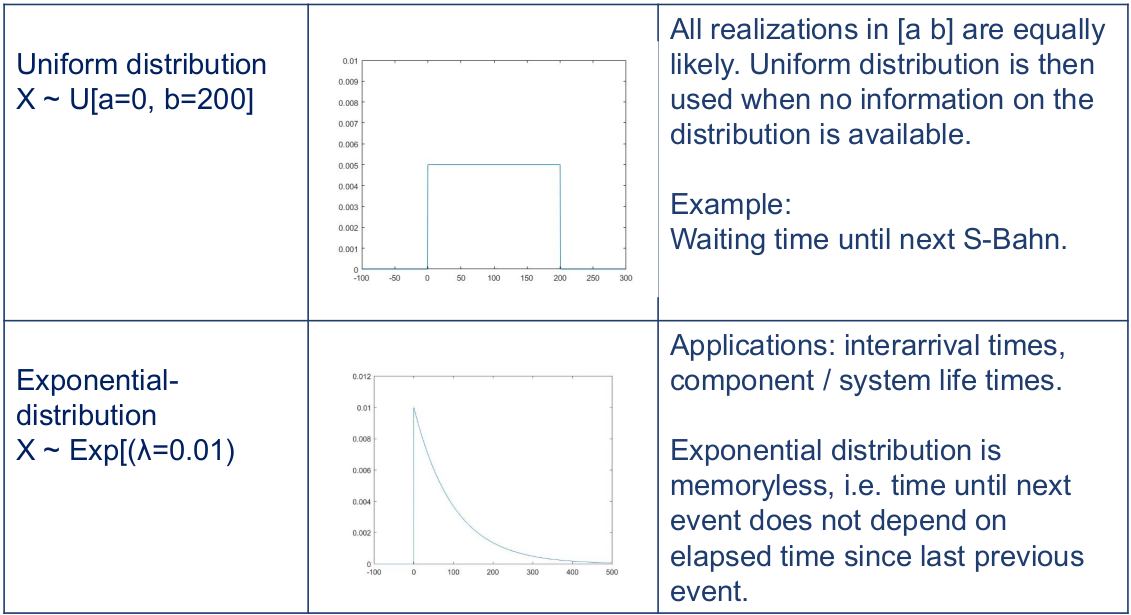 Uniform distribution
X ~ U[a=0, b=200]
0.01
0.009
0.008
0.007
0.006
0.005
0.004
0.003
0.002
0.001
0
-100 -50 0 50 100 150 200 250 300
All realizations in [a b] are equally
likely. Uniform distribution is then
used when no information on the
distribution is available.
Example:
Waiting time until next S-Bahn.
Exponential-
distribution
X ~ Exp[(λ=0.01)
0.012
0.01
0.008
0.006
0.004
0.002
0
-100 0 100 200 300 400 500
Applications: interarrival times,
component / system life times.
Exponential distribution is
memoryless, i.e. time until next
event does not depend on
elapsed time since last previous
event.